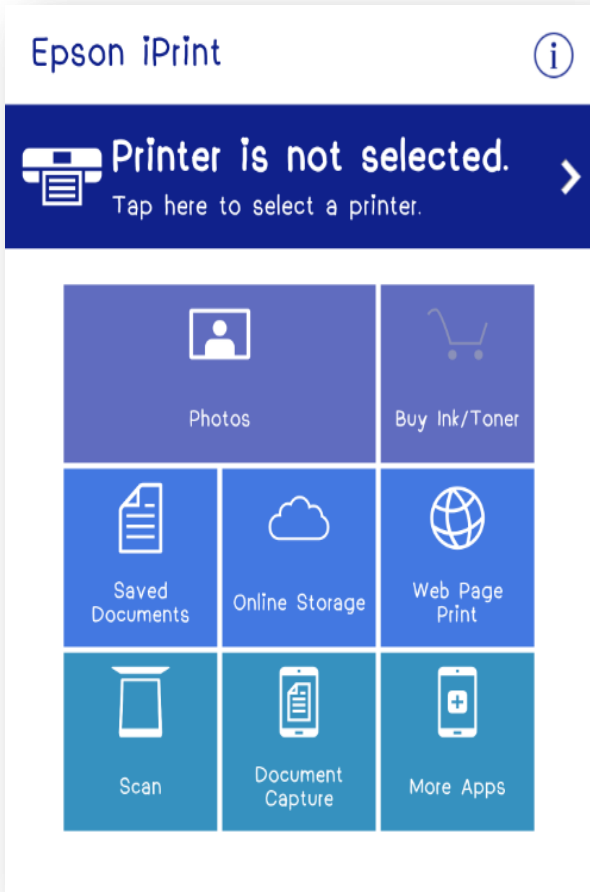 Epson iPrint
i
Printer is not selected.
Tap here to select a printer.
Photos
Buy Ink/Toner
Saved
Documents
Online Storage
Web Page
Print
Scan
Document
Capture
More Apps